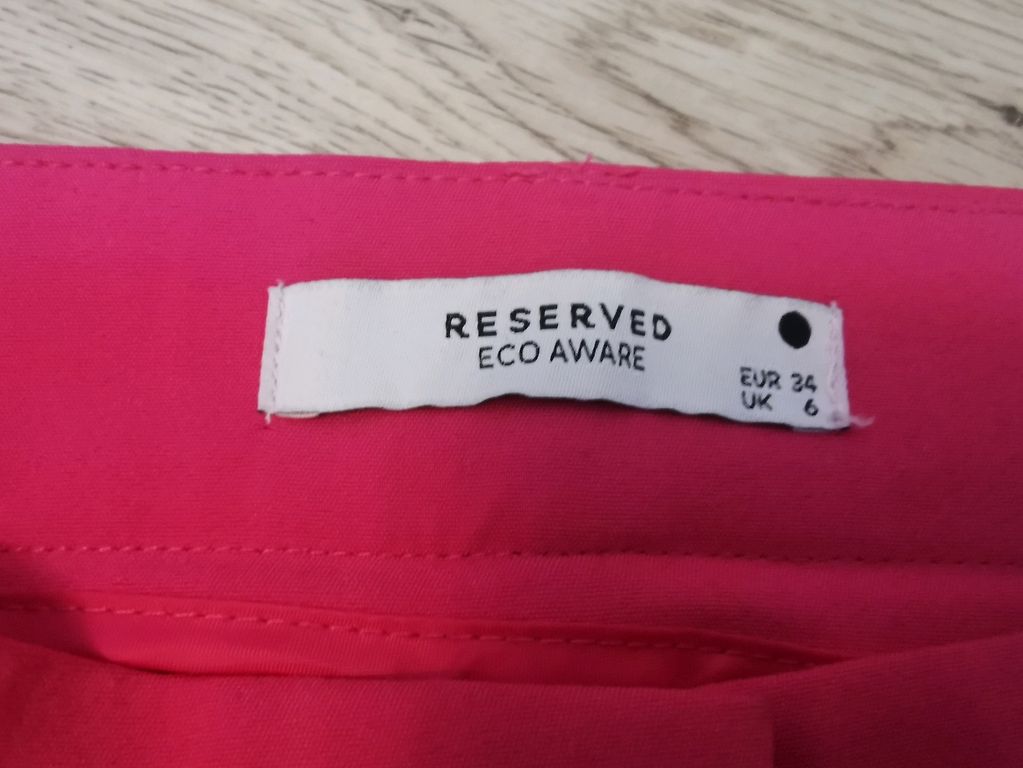 RESERVED
ECO AWARE
EUR 34
UK 6